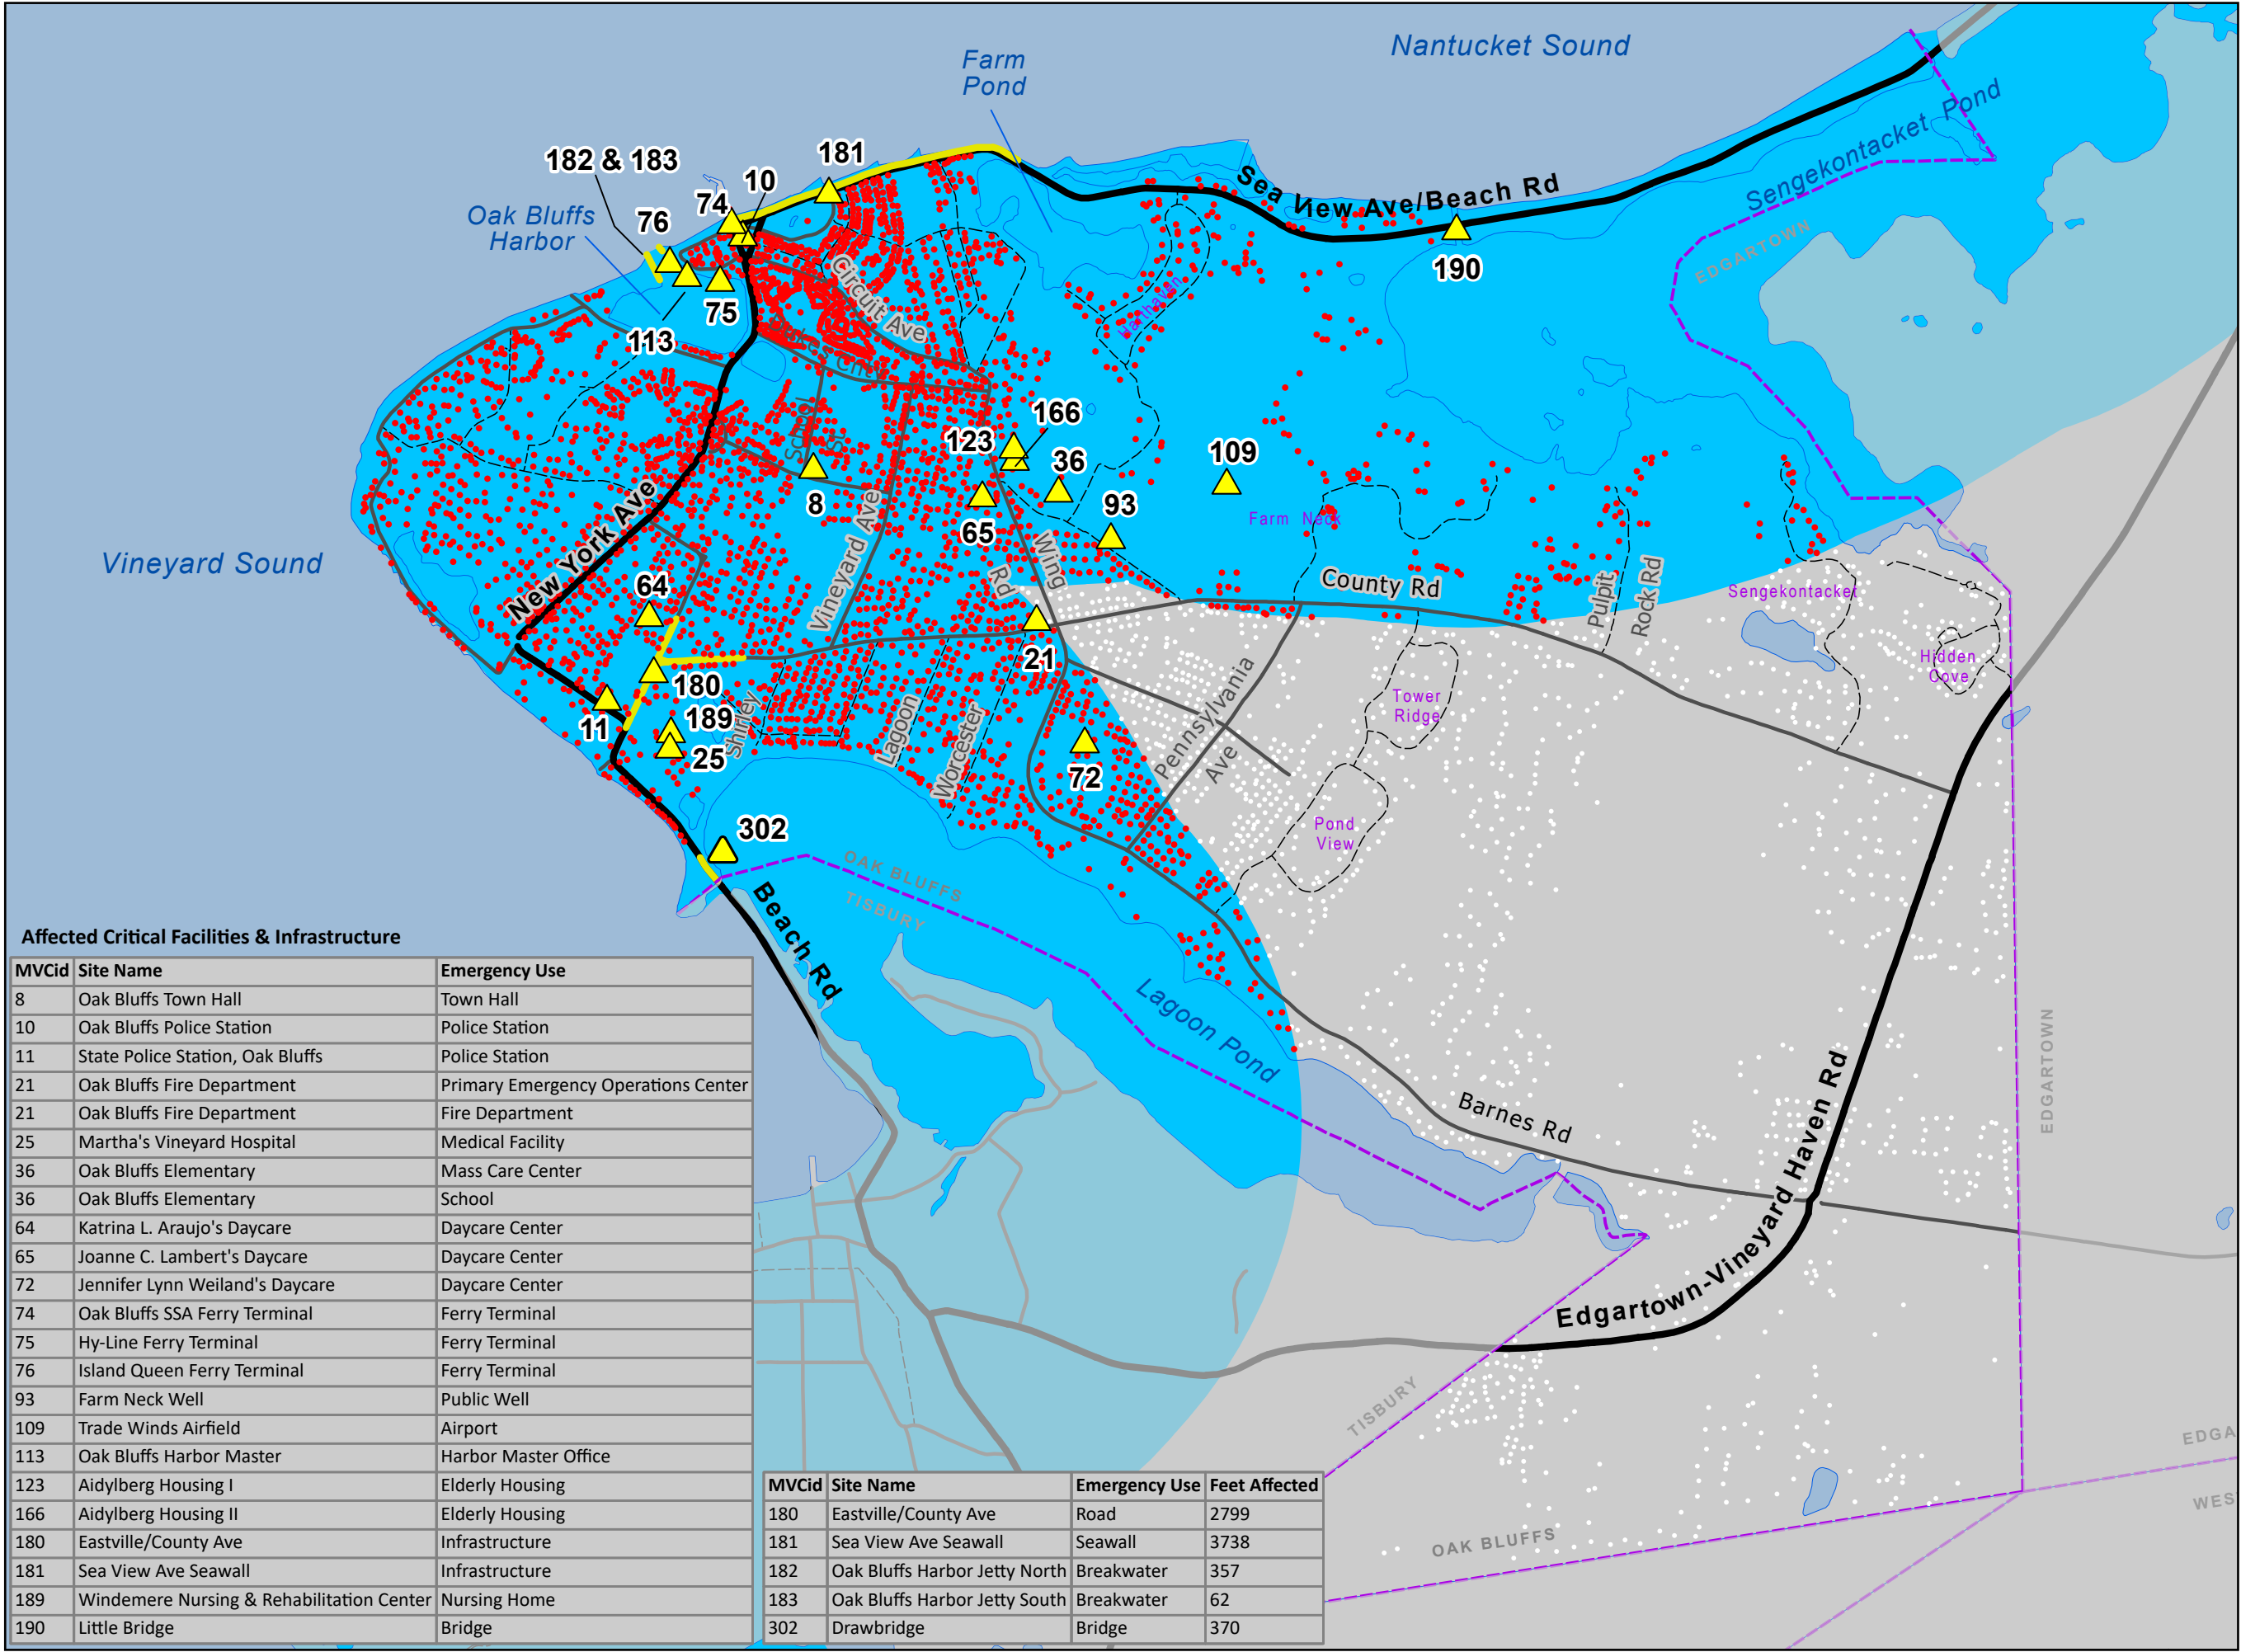 Nantucket Sound
Farm
Pond
Sengekontacket Pond
182 & 183
181
10
74
Oak Bluffs
Harbor
76
Sea View Ave/Beach Rd
EDGARTOWN
190
75
113
Circuit Ave
Harthaven
School
St
166
123
36
109
8
65
93
Farm Neck
Vineyard Sound
New York Ave
Vineyard Ave
Wing
Rd
County Rd
Pulpit
Rock Rd
Sengekontacket
64
21
Hidden
Cove
180
Tower
Ridge
Pennsylvania
Ave
11
189
Shirley
25
Lagoon
Worcester
72
Pond
View
302
OAK BLUFFS
TISBURY
Beach Rd
Lagoon Pond
Barnes Rd
EDGARTOWN
Edgartown-Vineyard Haven Rd
TISBURY
EDGA
WES
OAK BLUFFS
Affected Critical Facilities & Infrastructure
MVCid Site Name Emergency Use
8 Oak Bluffs Town Hall Town Hall
10 Oak Bluffs Police Station Police Station
11 State Police Station, Oak Bluffs Police Station
21 Oak Bluffs Fire Department Primary Emergency Operations Center
21 Oak Bluffs Fire Department Fire Department
25 Martha's Vineyard Hospital Medical Facility
36 Oak Bluffs Elementary Mass Care Center
36 Oak Bluffs Elementary School
64 Katrina L. Araujo's Daycare Daycare Center
65 Joanne C. Lambert's Daycare Daycare Center
72 Jennifer Lynn Weiland's Daycare Daycare Center
74 Oak Bluffs SSA Ferry Terminal Ferry Terminal
75 Hy-Line Ferry Terminal Ferry Terminal
76 Island Queen Ferry Terminal Ferry Terminal
93 Farm Neck Well Public Well
109 Trade Winds Airfield Airport
113 Oak Bluffs Harbor Master Harbor Master Office
123 Aidylberg Housing I Elderly Housing
166 Aidylberg Housing II Elderly Housing
180 Eastville/County Ave Infrastructure
181 Sea View Ave Seawall Infrastructure
189 Windemere Nursing & Rehabilitation Center Nursing Home
190 Little Bridge Bridge
MVCid Site Name Emergency Use Feet Affected
180 Eastville/County Ave Road 2799
181 Sea View Ave Seawall Seawall 3738
182 Oak Bluffs Harbor Jetty North Breakwater 357
183 Oak Bluffs Harbor Jetty South Breakwater 62
302 Drawbridge Bridge 370